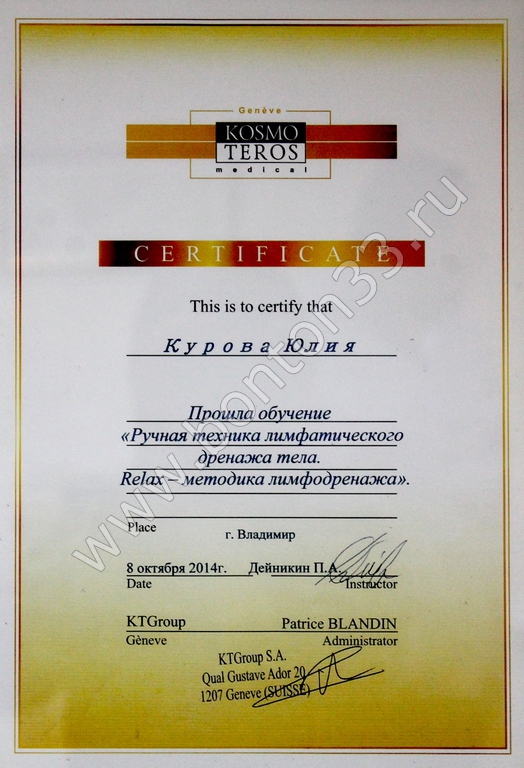 Genève
KOSMO
TEROS
medical
CERTIFICATE
This is to certify that
Курова Юлия
Прошла обучение
«Ручная техника лимфатического
дренажа тела.
Relax – методика лимфодренажа».
Place
г. Владимир
8 октября 2014г. Дейникин П.А.
Date Instructor
KTGroup Patrice BLANDIN
Gèneve Administrator
KTGroup S.A.
Qual Gustave Ador 20
1207 Geneve (SUISSE)
www.bonton33.ru